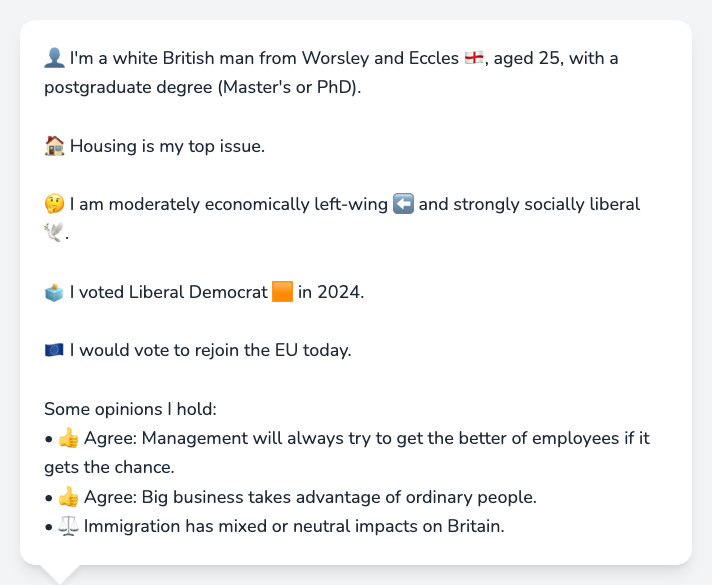 👤 I'm a white British man from Worsley and Eccles 🏴󠁧󠁢󠁥󠁮󠁧󠁿, aged 25, with a
postgraduate degree (Master's or PhD).
🏠 Housing is my top issue.
🤔 I am moderately economically left-wing ⬅️ and strongly socially liberal
🕊️.
🗳️ I voted Liberal Democrat 🟧 in 2024.
🇪🇺 I would vote to rejoin the EU today.
Some opinions I hold:
• 👍 Agree: Management will always try to get the better of employees if it
gets the chance.
• 👍 Agree: Big business takes advantage of ordinary people.
• ⚖️ Immigration has mixed or neutral impacts on Britain.